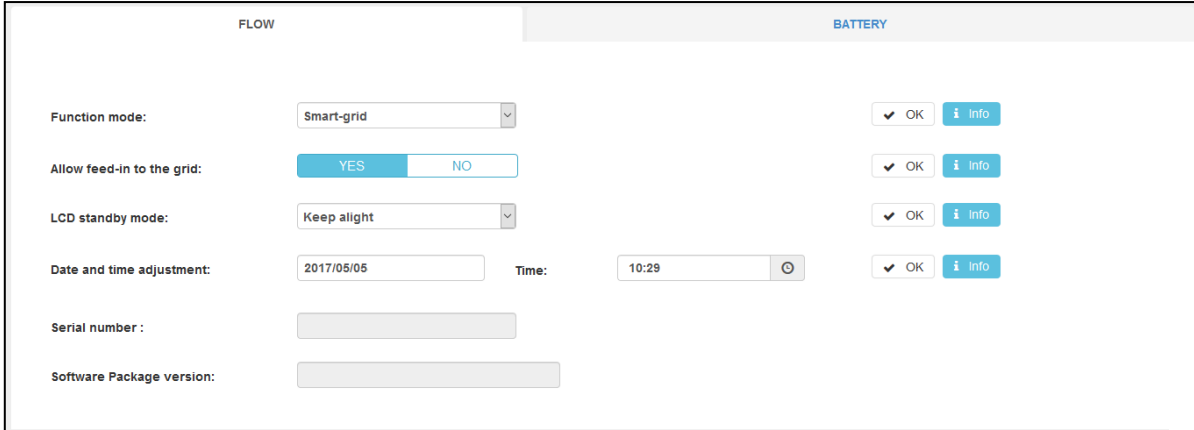 FLOW BATTERY
Function mode: Smart-grid OK i Info
Allow feed-in to the grid: YES NO OK i Info
LCD standby mode: Keep alight OK i Info
Date and time adjustment: 2017/05/05 Time: 10:29 OK i Info
Serial number :
Software Package version: